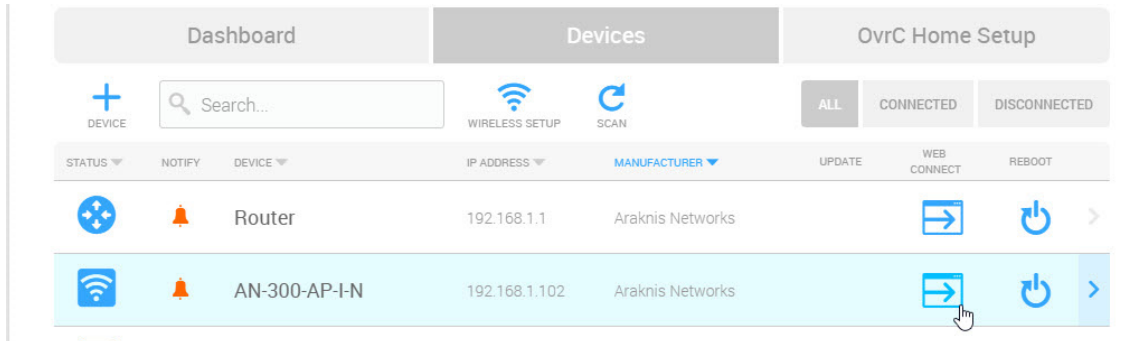 Dashboard Devices OvrC Home Setup
DEVICE Search... WIRELESS SETUP SCAN ALL CONNECTED DISCONNECTED
STATUS NOTIFY DEVICE IP ADDRESS MANUFACTURER UPDATE WEB CONNECT REBOOT
Router 192.168.1.1 Araknis Networks
AN-300-AP-I-N 192.168.1.102 Araknis Networks